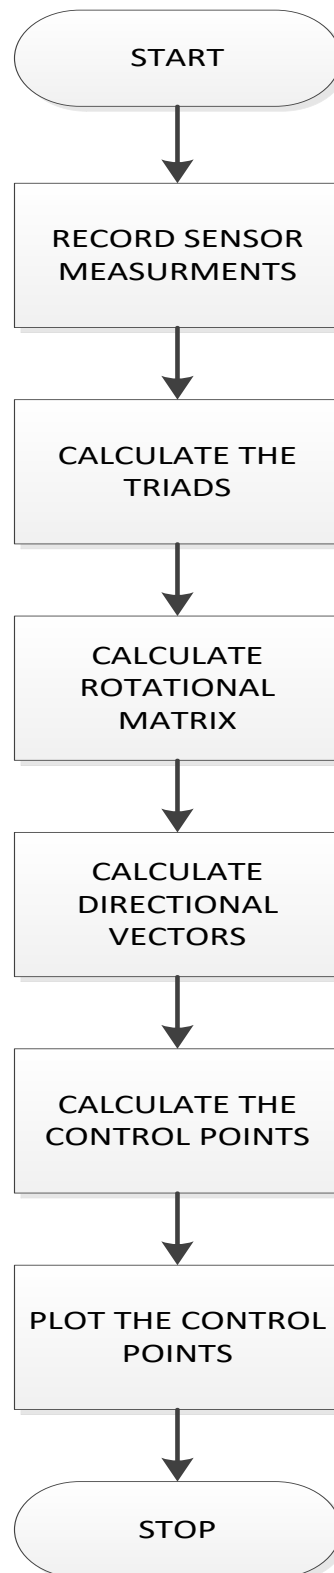 START
RECORD SENSOR
MEASURMENTS
CALCULATE THE
TRIADS
CALCULATE
ROTATIONAL
MATRIX
CALCULATE
DIRECTIONAL
VECTORS
CALCULATE THE
CONTROL POINTS
PLOT THE CONTROL
POINTS
STOP